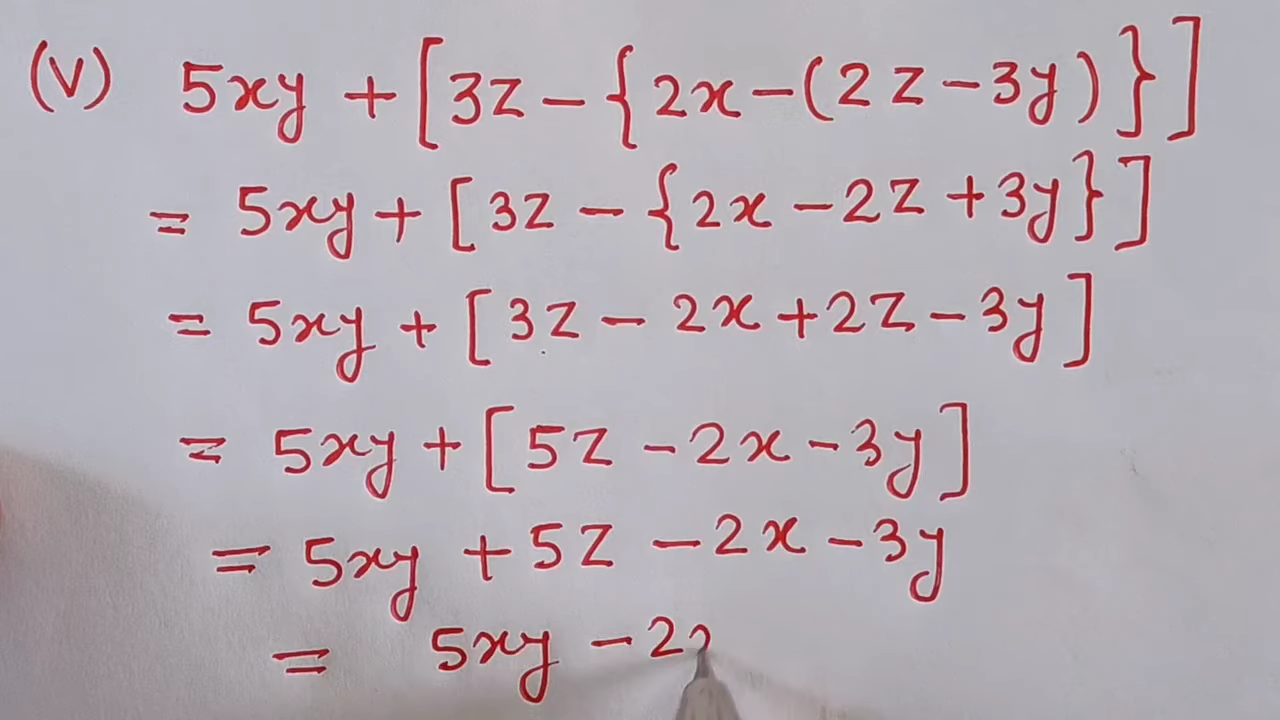 (V) 5xy + [3z - {2x - (2z - 3y)}]
= 5xy + [3z - {2x - 2z + 3y}]
= 5xy + [3z - 2x + 2z - 3y]
= 5xy + [5z - 2x - 3y]
= 5xy + 5z - 2x - 3y
= 5xy - 2